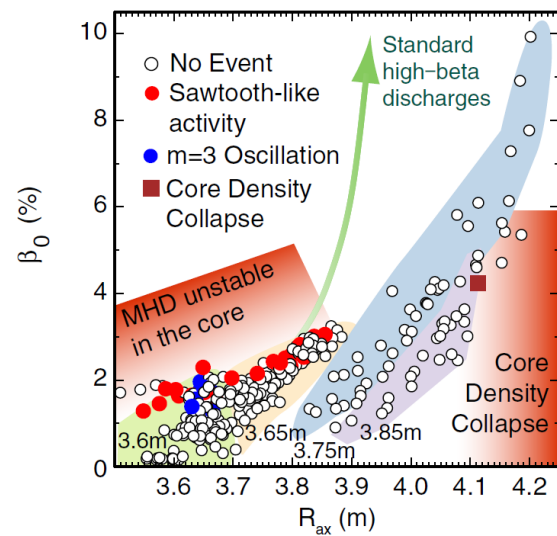 10
8
6
4
2
0
β₀ (%)
No Event
Sawtooth-like
activity
m=3 Oscillation
Core Density
Collapse
Standard
high-beta
discharges
MHD unstable
in the core
Core
Density
Collapse
3.6m
3.65m
3.75m
3.85m
3.6 3.7 3.8 3.9 4.0 4.1 4.2
Rₐₓ (m)